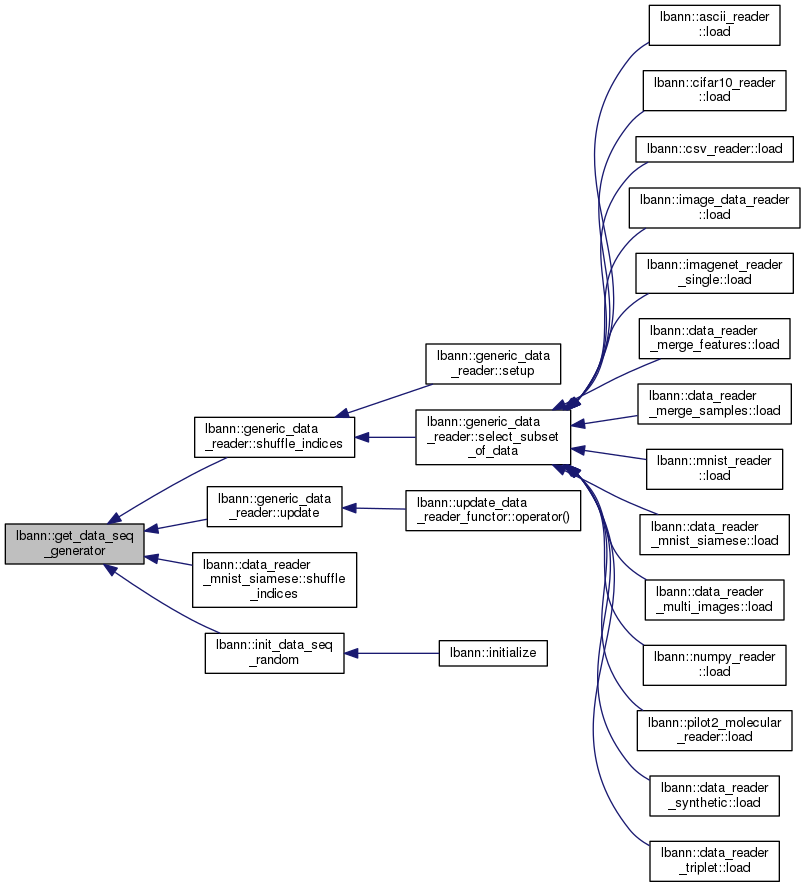 lbann::get_data_seq
_generator
lbann::generic_data
_reader::shuffle_indices
lbann::generic_data
_reader::update
lbann::data_reader
_mnist_siamese::shuffle
_indices
lbann::init_data_seq
_random
lbann::generic_data
_reader::setup
lbann::generic_data
_reader::select_subset
_of_data
lbann::update_data
_reader_functor::operator()
lbann::initialize
lbann::ascii_reader
::load
lbann::cifar10_reader
::load
lbann::csv_reader::load
lbann::image_data_reader
::load
lbann::imagenet_reader
_single::load
lbann::data_reader
_merge_features::load
lbann::data_reader
_merge_samples::load
lbann::mnist_reader
::load
lbann::data_reader
_mnist_siamese::load
lbann::data_reader
_multi_images::load
lbann::numpy_reader
::load
lbann::pilot2_molecular
_reader::load
lbann::data_reader
_synthetic::load
lbann::data_reader
_triplet::load